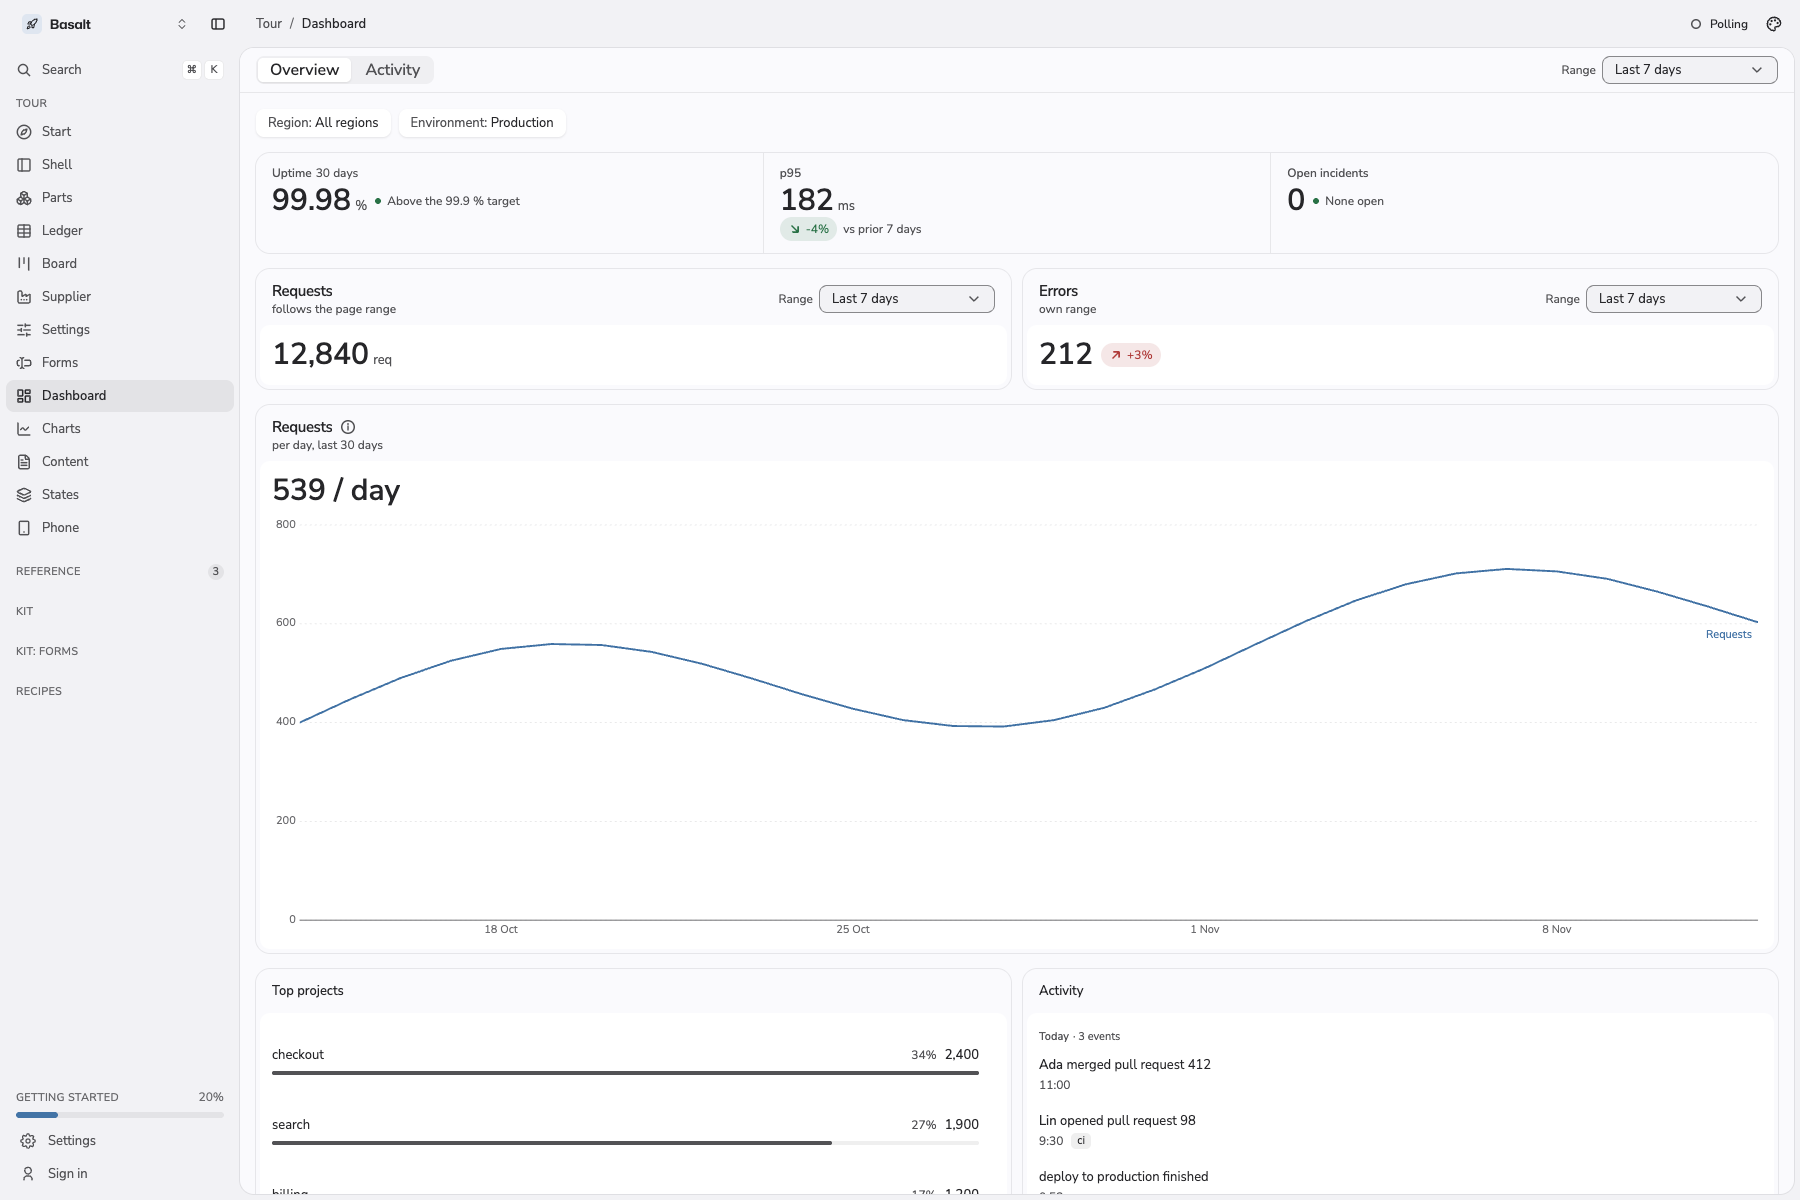 Basalt
Tour / Dashboard
Polling
Search ⌘ K
TOUR
Start
Shell
Parts
Ledger
Board
Supplier
Settings
Forms
Dashboard
Charts
Content
States
Phone
REFERENCE 3
KIT
KIT: FORMS
RECIPES
GETTING STARTED 20%
Settings
Sign in
Overview Activity
Range Last 7 days
Region: All regions Environment: Production
Uptime 30 days
99.98 % Above the 99.9 % target
p95
182 ms
-4% vs prior 7 days
Open incidents
0 None open
Requests
follows the page range
Range Last 7 days
12,840 req
Errors
own range
Range Last 7 days
212 +3%
Requests
per day, last 30 days
539 / day
800
600
400
200
0
Requests
18 Oct 25 Oct 1 Nov 8 Nov
Top projects
checkout 34% 2,400
search 27% 1,900
billing 17% 1,200
Activity
Today · 3 events
Ada merged pull request 412
11:00
Lin opened pull request 98
9:30 ci
deploy to production finished